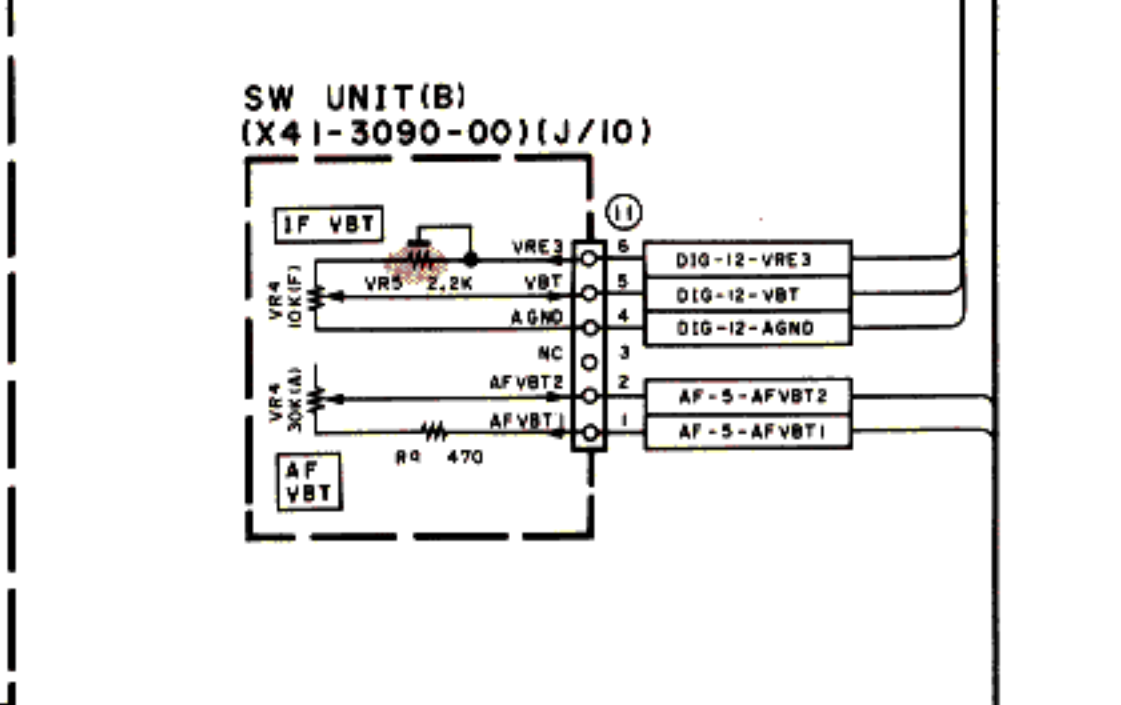 SW UNIT(B)
(X41-3090-00)(J/10)
11
IF VBT
VRE3 6 DIG-12-VRE3
VR5 2.2K VBT 5 DIG-12-VBT
VR4
10K(F)
AGND 4 DIG-12-AGND
NC 3
AFVBT2 2 AF-5-AFVBT2
VR4
30K(A)
AFVBT1 1 AF-5-AFVBT1
R9 470
AF
VBT